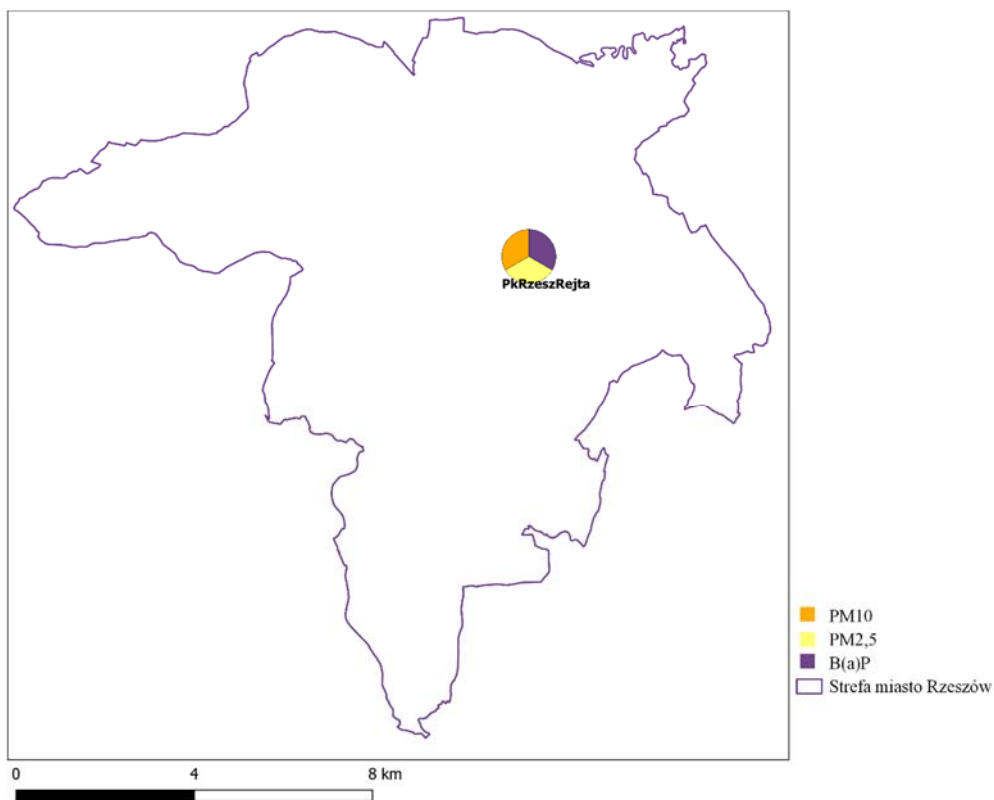 PkRzeszRejta
PM10
PM2,5
B(a)P
Strefa miasto Rzeszów
0 4 8 km